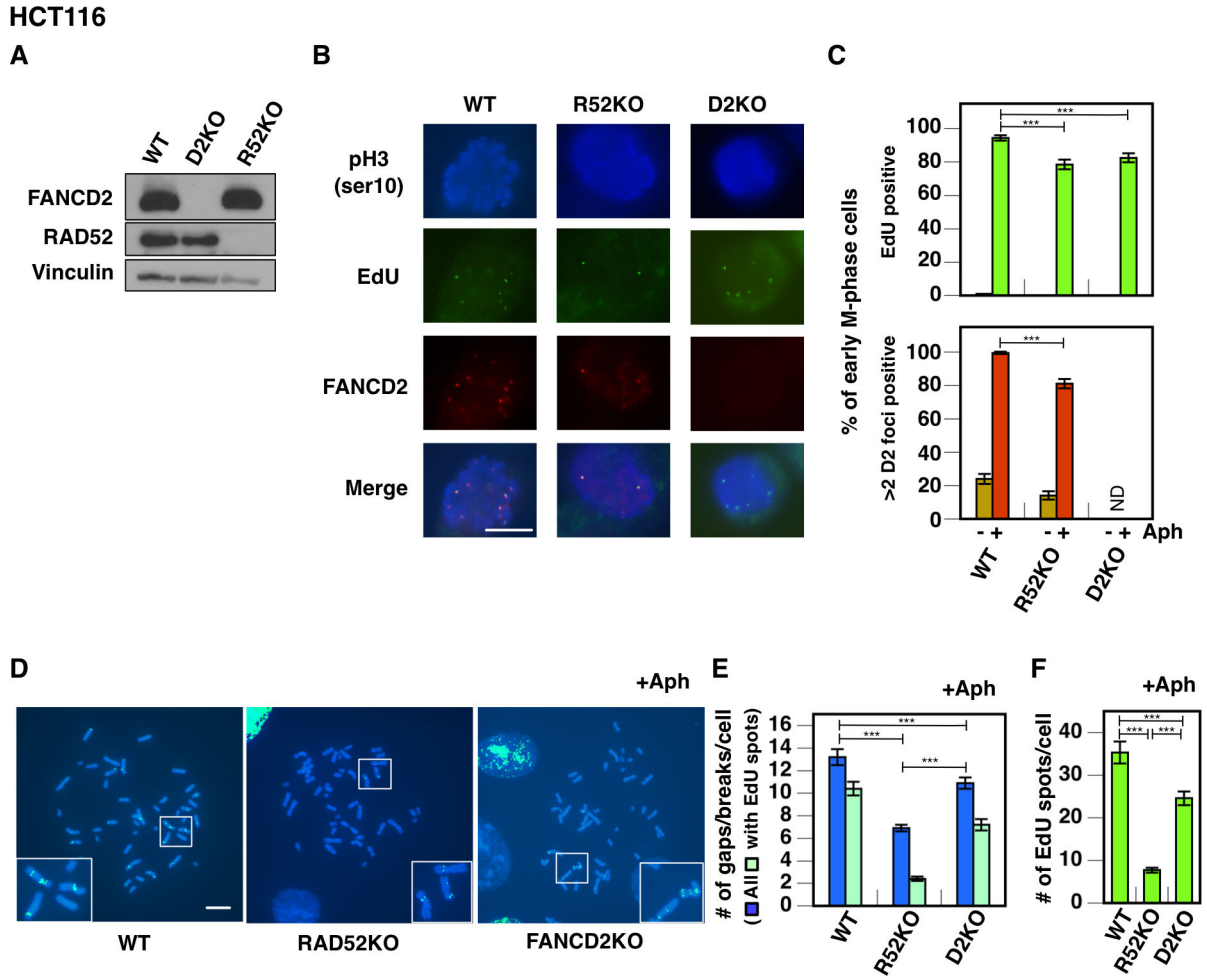 HCT116
A
WT
D2KO
R52KO
FANCD2
RAD52
Vinculin
B
WT R52KO D2KO
pH3
(ser10)
EdU
FANCD2
Merge
C
% of early M-phase cells
EdU positive
100
80
60
40
20
0
***
***
>2 D2 foci positive
100
80
60
40
20
0
***
ND
- + - + - + Aph
WT
R52KO
D2KO
D
+Aph
WT RAD52KO FANCD2KO
E
+Aph
# of gaps/breaks/cell
( All with EdU spots)
16
14
12
10
8
6
4
2
0
***
***
***
WT
R52KO
D2KO
F
+Aph
# of EdU spots/cell
40
30
20
10
0
***
*** ***
WT
R52KO
D2KO